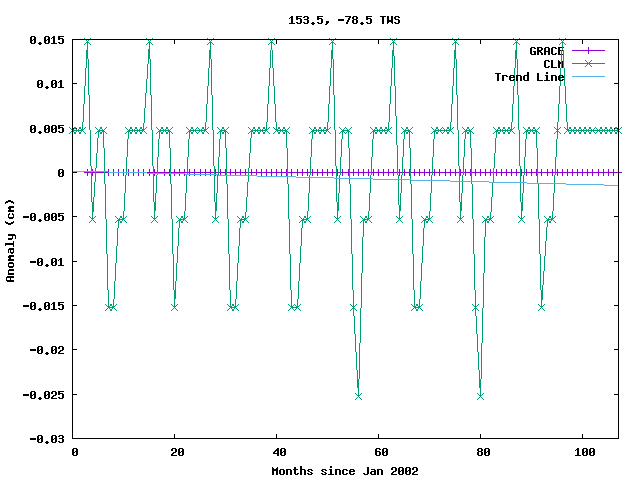 153.5, -78.5 TWS
GRACE
CLM
Trend Line
0.015
0.01
0.005
0
-0.005
-0.01
-0.015
-0.02
-0.025
-0.03
Anomaly (cm)
0 20 40 60 80 100
Months since Jan 2002